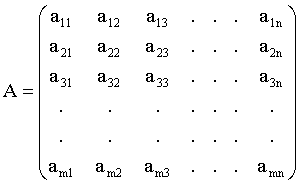 a₁₁ a₁₂ a₁₃ . . . a₁ₙ
a₂₁ a₂₂ a₂₃ . . . a₂ₙ
a₃₁ a₃₂ a₃₃ . . . a₃ₙ
A =
. . . . . . .
. . . . . . .
aₘ₁ aₘ₂ aₘ₃ . . . aₘₙ